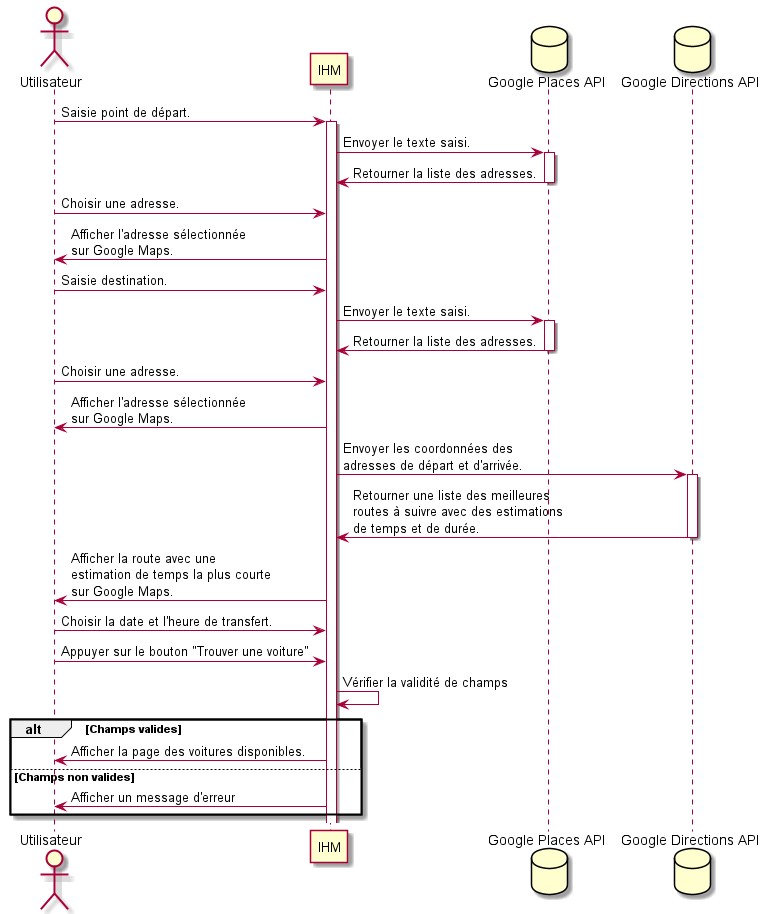 Utilisateur
IHM
Google Places API
Google Directions API
Saisie point de départ.
Envoyer le texte saisi.
Retourner la liste des adresses.
Choisir une adresse.
Afficher l'adresse sélectionnée
sur Google Maps.
Saisie destination.
Envoyer le texte saisi.
Retourner la liste des adresses.
Choisir une adresse.
Afficher l'adresse sélectionnée
sur Google Maps.
Envoyer les coordonnées des
adresses de départ et d'arrivée.
Retourner une liste des meilleures
routes à suivre avec des estimations
de temps et de durée.
Afficher la route avec une
estimation de temps la plus courte
sur Google Maps.
Choisir la date et l'heure de transfert.
Appuyer sur le bouton "Trouver une voiture"
Vérifier la validité de champs
alt
[Champs valides]
Afficher la page des voitures disponibles.
[Champs non valides]
Afficher un message d'erreur
Utilisateur
IHM
Google Places API
Google Directions API